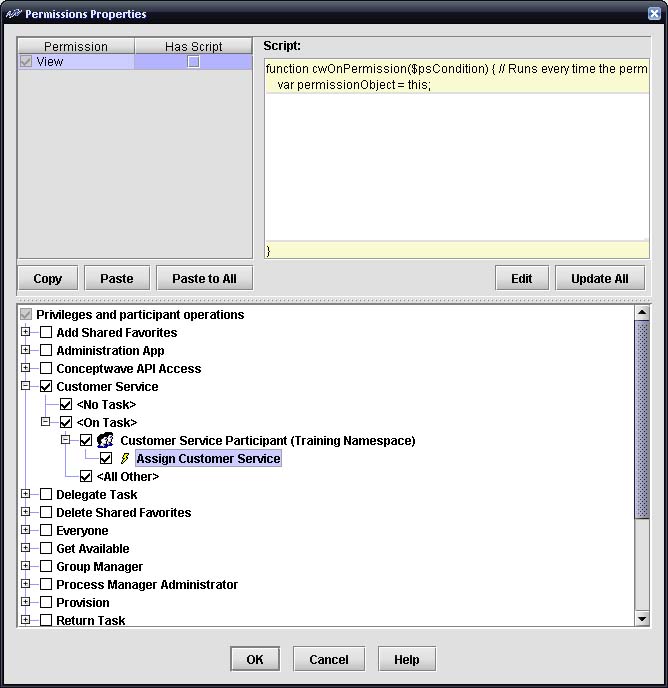 Permissions Properties
Permission
Has Script
Script:
View
function cwOnPermission($psCondition) { // Runs every time the perm
var permissionObject = this;
}
Copy
Paste
Paste to All
Edit
Update All
Privileges and participant operations
Add Shared Favorites
Administration App
Conceptwave API Access
Customer Service
<No Task>
<On Task>
Customer Service Participant (Training Namespace)
Assign Customer Service
<All Other>
Delegate Task
Delete Shared Favorites
Everyone
Get Available
Group Manager
Process Manager Administrator
Provision
Return Task
OK
Cancel
Help